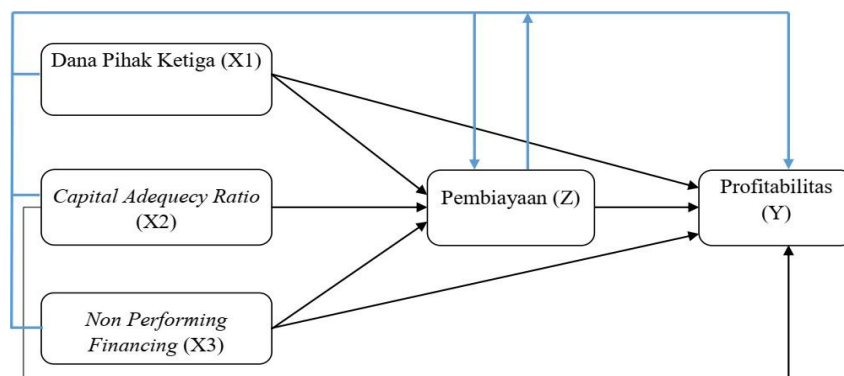 Dana Pihak Ketiga (X1)
Capital Adequecy Ratio
(X2)
Non Performing
Financing (X3)
Pembiayaan (Z)
Profitabilitas
(Y)